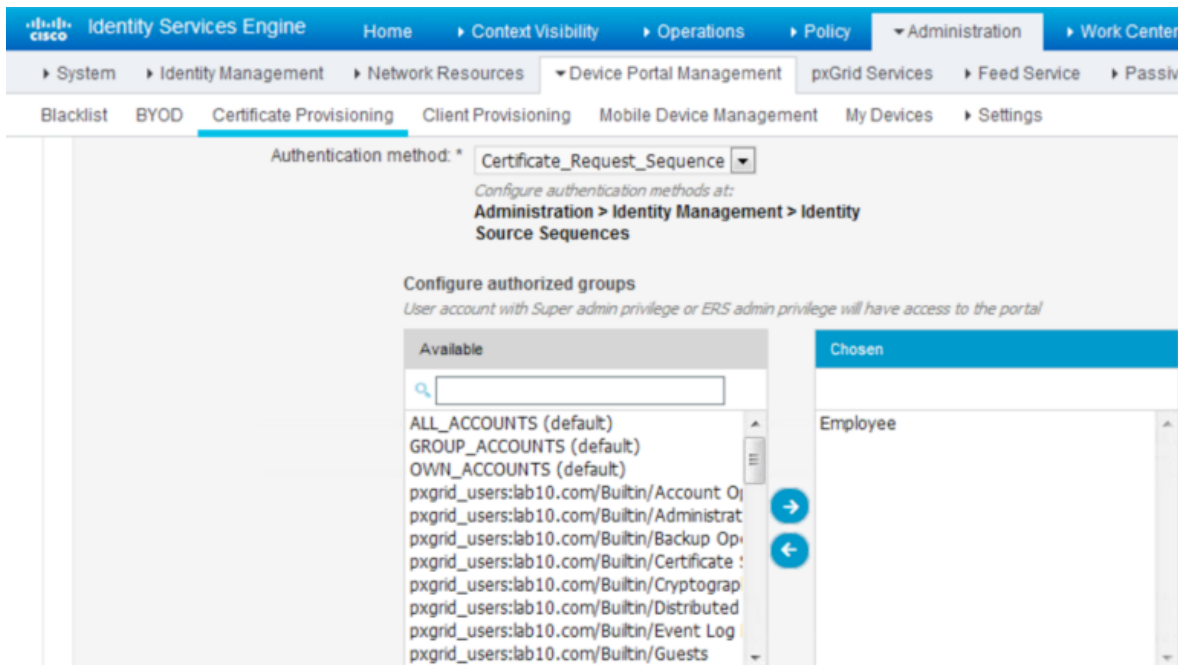 cisco Identity Services Engine Home Context Visibility Operations Policy Administration Work Center
System Identity Management Network Resources Device Portal Management pxGrid Services Feed Service Passiv
Blacklist BYOD Certificate Provisioning Client Provisioning Mobile Device Management My Devices Settings
Authentication method: * Certificate_Request_Sequence
Configure authentication methods at:
Administration > Identity Management > Identity
Source Sequences
Configure authorized groups
User account with Super admin privilege or ERS admin privilege will have access to the portal
Available Chosen
ALL_ACCOUNTS (default) Employee
GROUP_ACCOUNTS (default)
OWN_ACCOUNTS (default)
pxgrid_users:lab10.com/Builtin/Account Op
pxgrid_users:lab10.com/Builtin/Administrat
pxgrid_users:lab10.com/Builtin/Backup Ope
pxgrid_users:lab10.com/Builtin/Certificate
pxgrid_users:lab10.com/Builtin/Cryptograp
pxgrid_users:lab10.com/Builtin/Distributed
pxgrid_users:lab10.com/Builtin/Event Log
pxgrid_users:lab10.com/Builtin/Guests